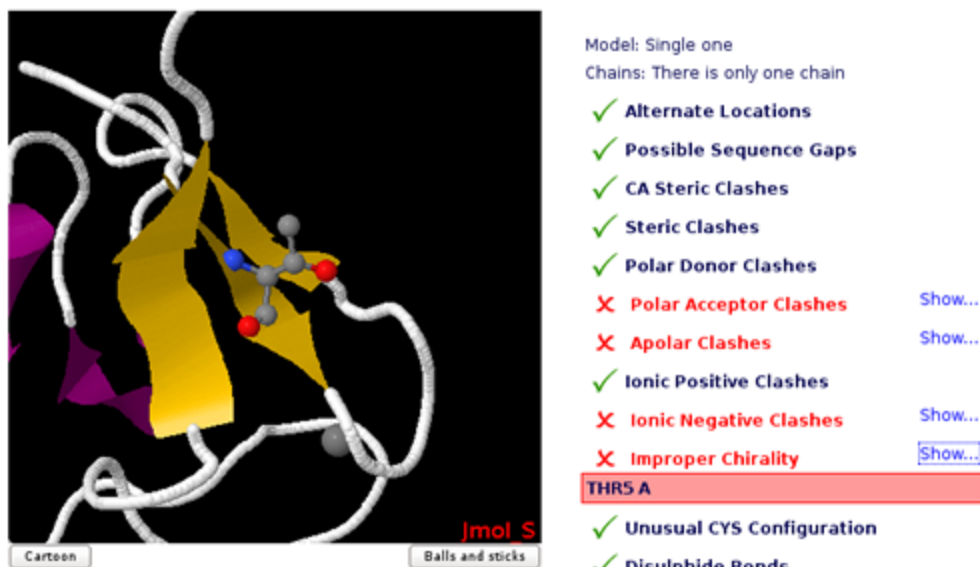 Model: Single one
Chains: There is only one chain
Alternate Locations
Possible Sequence Gaps
CA Steric Clashes
Steric Clashes
Polar Donor Clashes
Polar Acceptor Clashes Show...
Apolar Clashes Show...
Ionic Positive Clashes
Ionic Negative Clashes Show...
Improper Chirality Show...
THR5 A
Unusual CYS Configuration
Disulphide Bonds
Jmol_S
Cartoon Balls and sticks